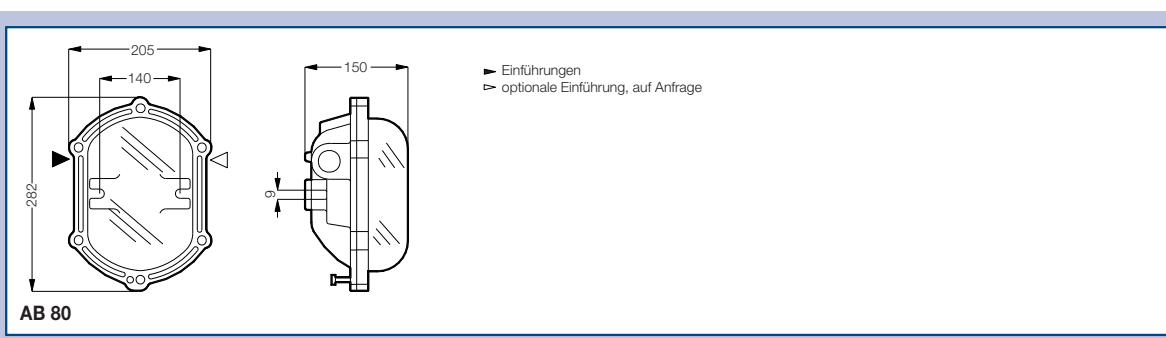 205
140
150
► Einführungen
▻ optionale Einführung, auf Anfrage
282
9
AB 80